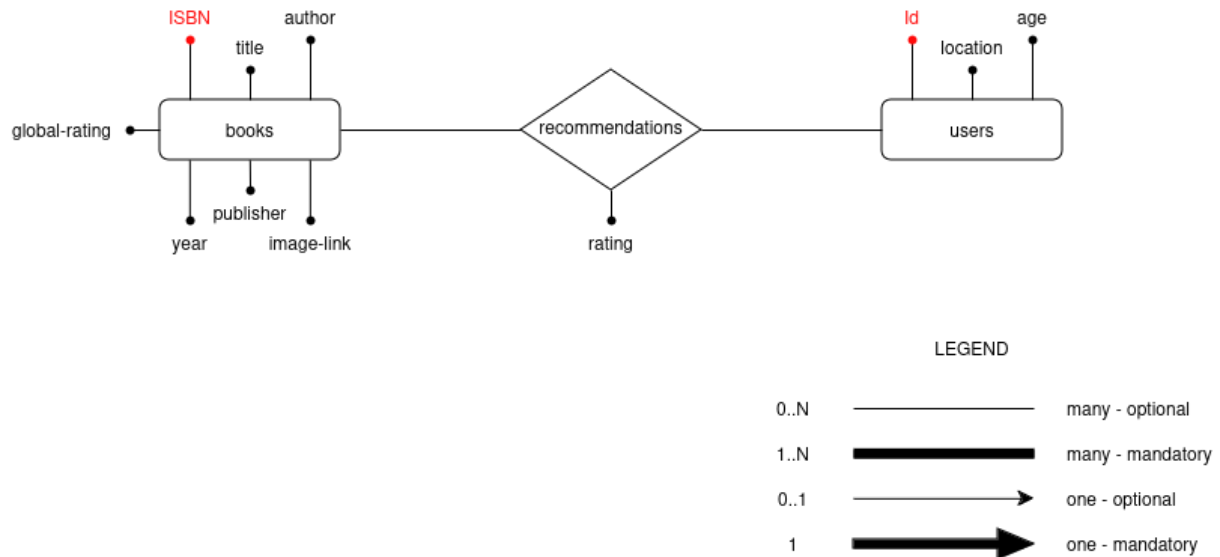 ISBN
author
title
global-rating
books
publisher
year
image-link
recommendations
rating
Id
age
location
users
LEGEND
0..N many - optional
1..N many - mandatory
0..1 one - optional
1 one - mandatory